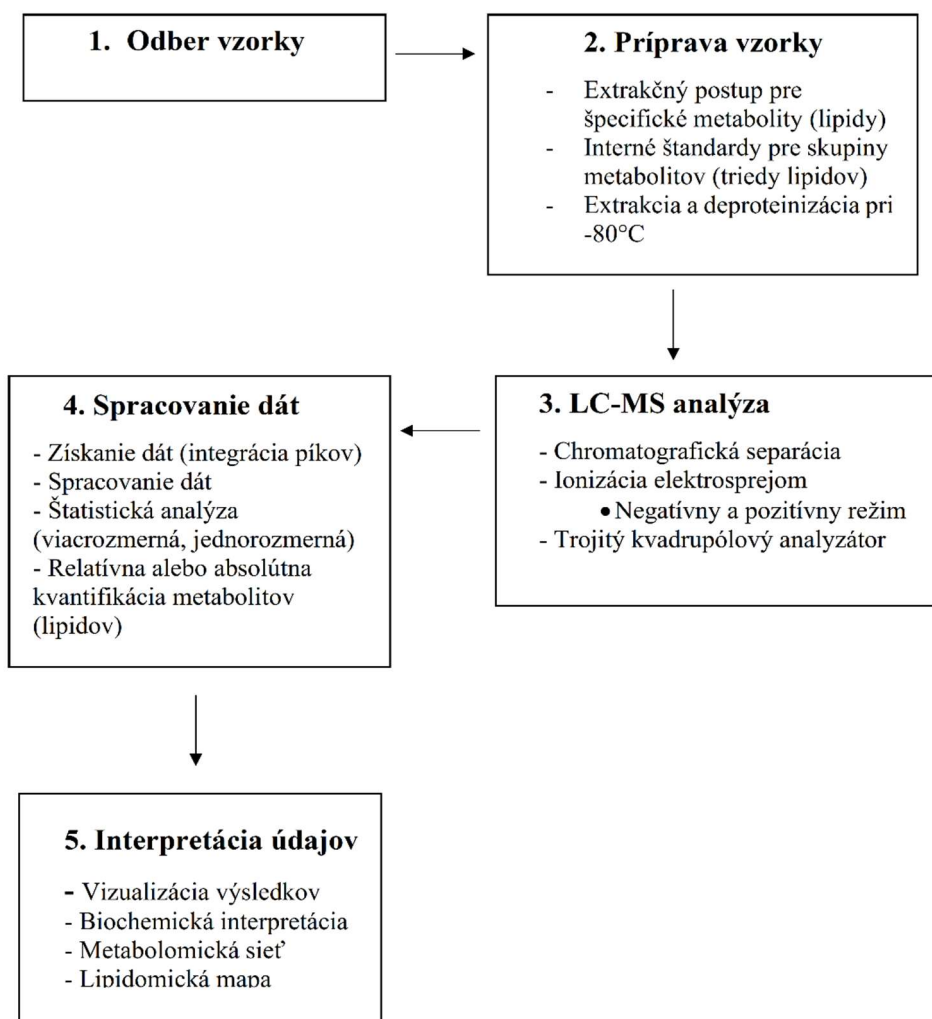 1. Odber vzorky
2. Príprava vzorky
- Extrakčný postup pre
špecifické metabolity (lipidy)
- Interné štandardy pre skupiny
metabolitov (triedy lipidov)
- Extrakcia a deproteinizácia pri
-80°C
3. LC-MS analýza
- Chromatografická separácia
- Ionizácia elektrosprejom
• Negatívny a pozitívny režim
- Trojitý kvadrupólový analyzátor
4. Spracovanie dát
- Získanie dát (integrácia píkov)
- Spracovanie dát
- Štatistická analýza
(viacrozmerná, jednorozmerná)
- Relatívna alebo absolútna
kvantifikácia metabolitov
(lipidov)
5. Interpretácia údajov
- Vizualizácia výsledkov
- Biochemická interpretácia
- Metabolomická sieť
- Lipidomická mapa